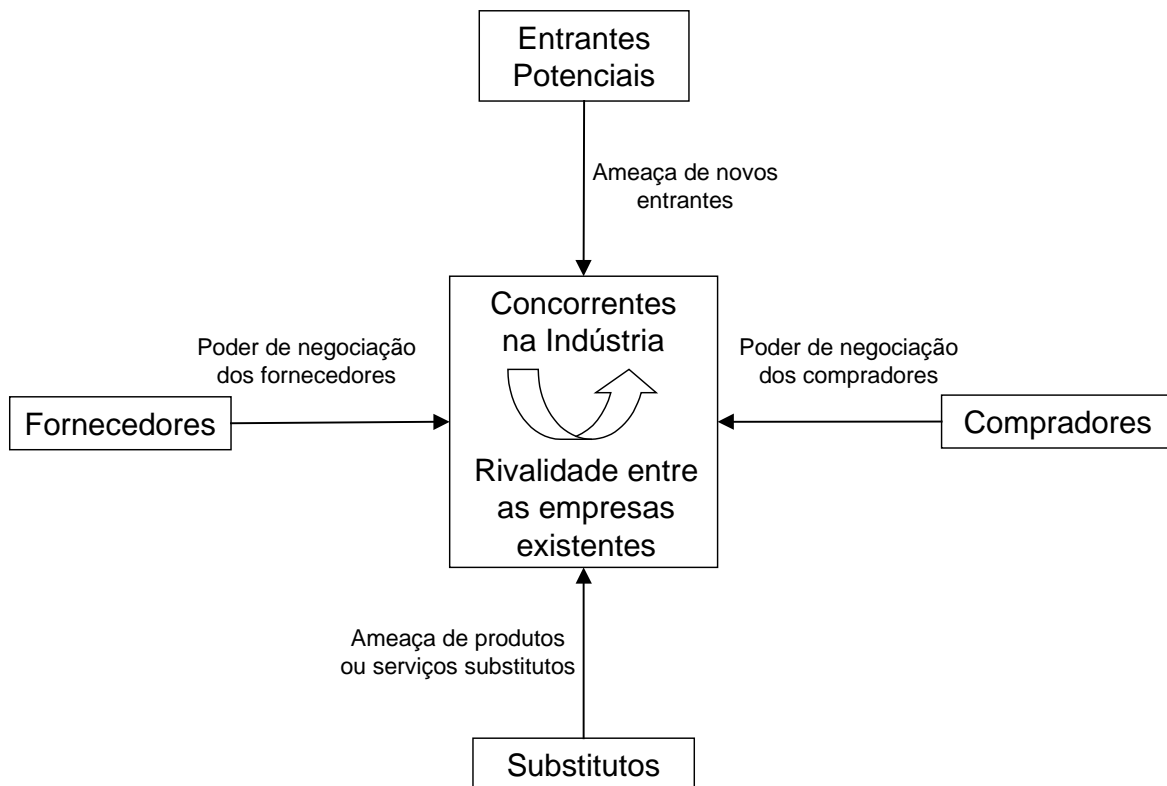 Entrantes
Potenciais
Ameaça de novos
entrantes
Concorrentes
na Indústria
Poder de negociação
dos fornecedores
Poder de negociação
dos compradores
Fornecedores
Compradores
Rivalidade entre
as empresas
existentes
Ameaça de produtos
ou serviços substitutos
Substitutos